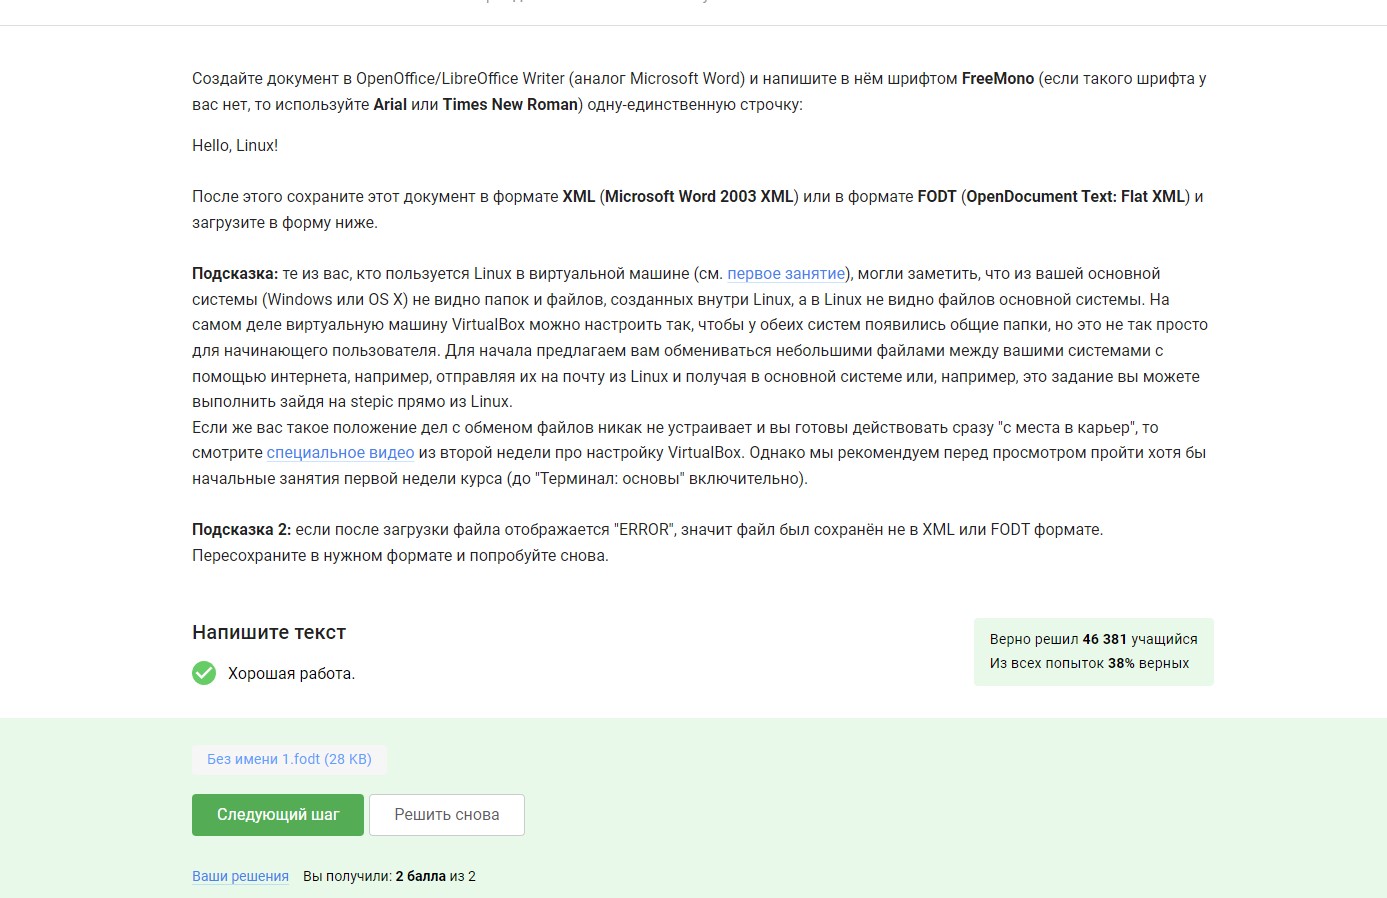 Создайте документ в OpenOffice/LibreOffice Writer (аналог Microsoft Word) и напишите в нём шрифтом FreeMono (если такого шрифта у
вас нет, то используйте Arial или Times New Roman) одну-единственную строчку:
Hello, Linux!
После этого сохраните этот документ в формате XML (Microsoft Word 2003 XML) или в формате FODT (OpenDocument Text: Flat XML) и
загрузите в форму ниже.
Подсказка: те из вас, кто пользуется Linux в виртуальной машине (см. первое занятие), могли заметить, что из вашей основной
системы (Windows или OS X) не видно папок и файлов, созданных внутри Linux, а в Linux не видно файлов основной системы. На
самом деле виртуальную машину VirtualBox можно настроить так, чтобы у обеих систем появились общие папки, но это не так просто
для начинающего пользователя. Для начала предлагаем вам обмениваться небольшими файлами между вашими системами с
помощью интернета, например, отправляя их на почту из Linux и получая в основной системе или, например, это задание вы можете
выполнить зайдя на stepic прямо из Linux.
Если же вас такое положение дел с обменом файлов никак не устраивает и вы готовы действовать сразу "с места в карьер", то
смотрите специальное видео из второй недели про настройку VirtualBox. Однако мы рекомендуем перед просмотром пройти хотя бы
начальные занятия первой недели курса (до "Терминал: основы" включительно).
Подсказка 2: если после загрузки файла отображается "ERROR", значит файл был сохранён не в XML или FODT формате.
Пересохраните в нужном формате и попробуйте снова.
Напишите текст
Верно решил 46 381 учащийся
Из всех попыток 38% верных
Хорошая работа.
Без имени 1.fodt (28 KB)
Следующий шаг
Решить снова
Ваши решения Вы получили: 2 балла из 2